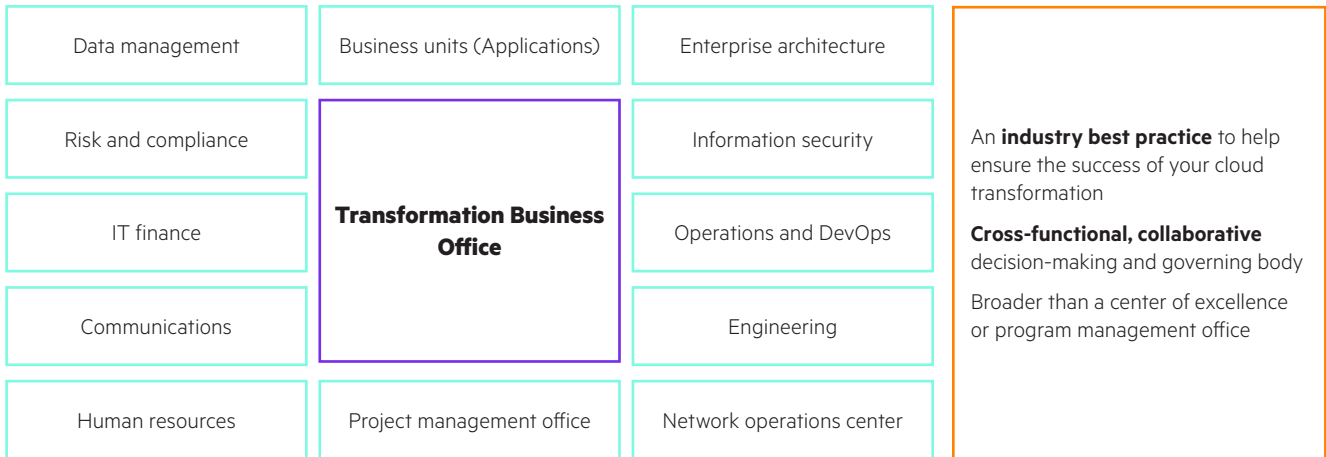 Data management
Business units (Applications)
Enterprise architecture
Risk and compliance
Information security
Transformation Business
Office
IT finance
Operations and DevOps
Communications
Engineering
Human resources
Project management office
Network operations center
An industry best practice to help
ensure the success of your cloud
transformation
Cross-functional, collaborative
decision-making and governing body
Broader than a center of excellence
or program management office